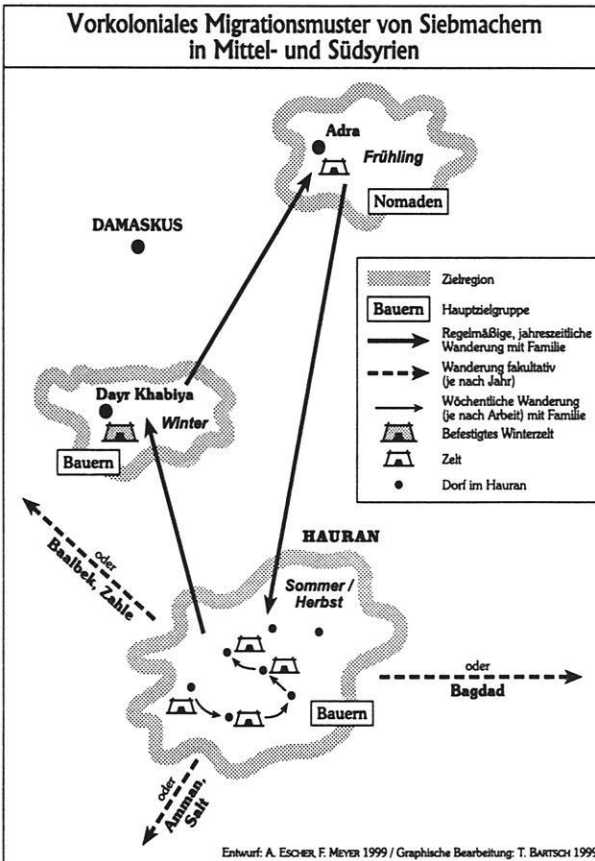 Vorkoloniales Migrationsmuster von Siebmachern
in Mittel- und Südsyrien
Adra
Frühling
Nomaden
DAMASKUS
Zielregion
Bauern
Hauptzielgruppe
Regelmäßige, jahreszeitliche
Wanderung mit Familie
Wanderung fakultativ
(je nach Jahr)
Wöchentliche Wanderung
(je nach Arbeit) mit Familie
Befestigtes Winterzelt
Zelt
Dorf im Hauran
Dayr Khabiya
Winter
Bauern
oder
Baalbek, Zahle
HAURAN
Sommer /
Herbst
Bauern
oder
Bagdad
oder
Amman,
Salt
Entwurf: A. ESCHER, F. MEYER 1999 / Graphische Bearbeitung: T. BARTSCH 1999